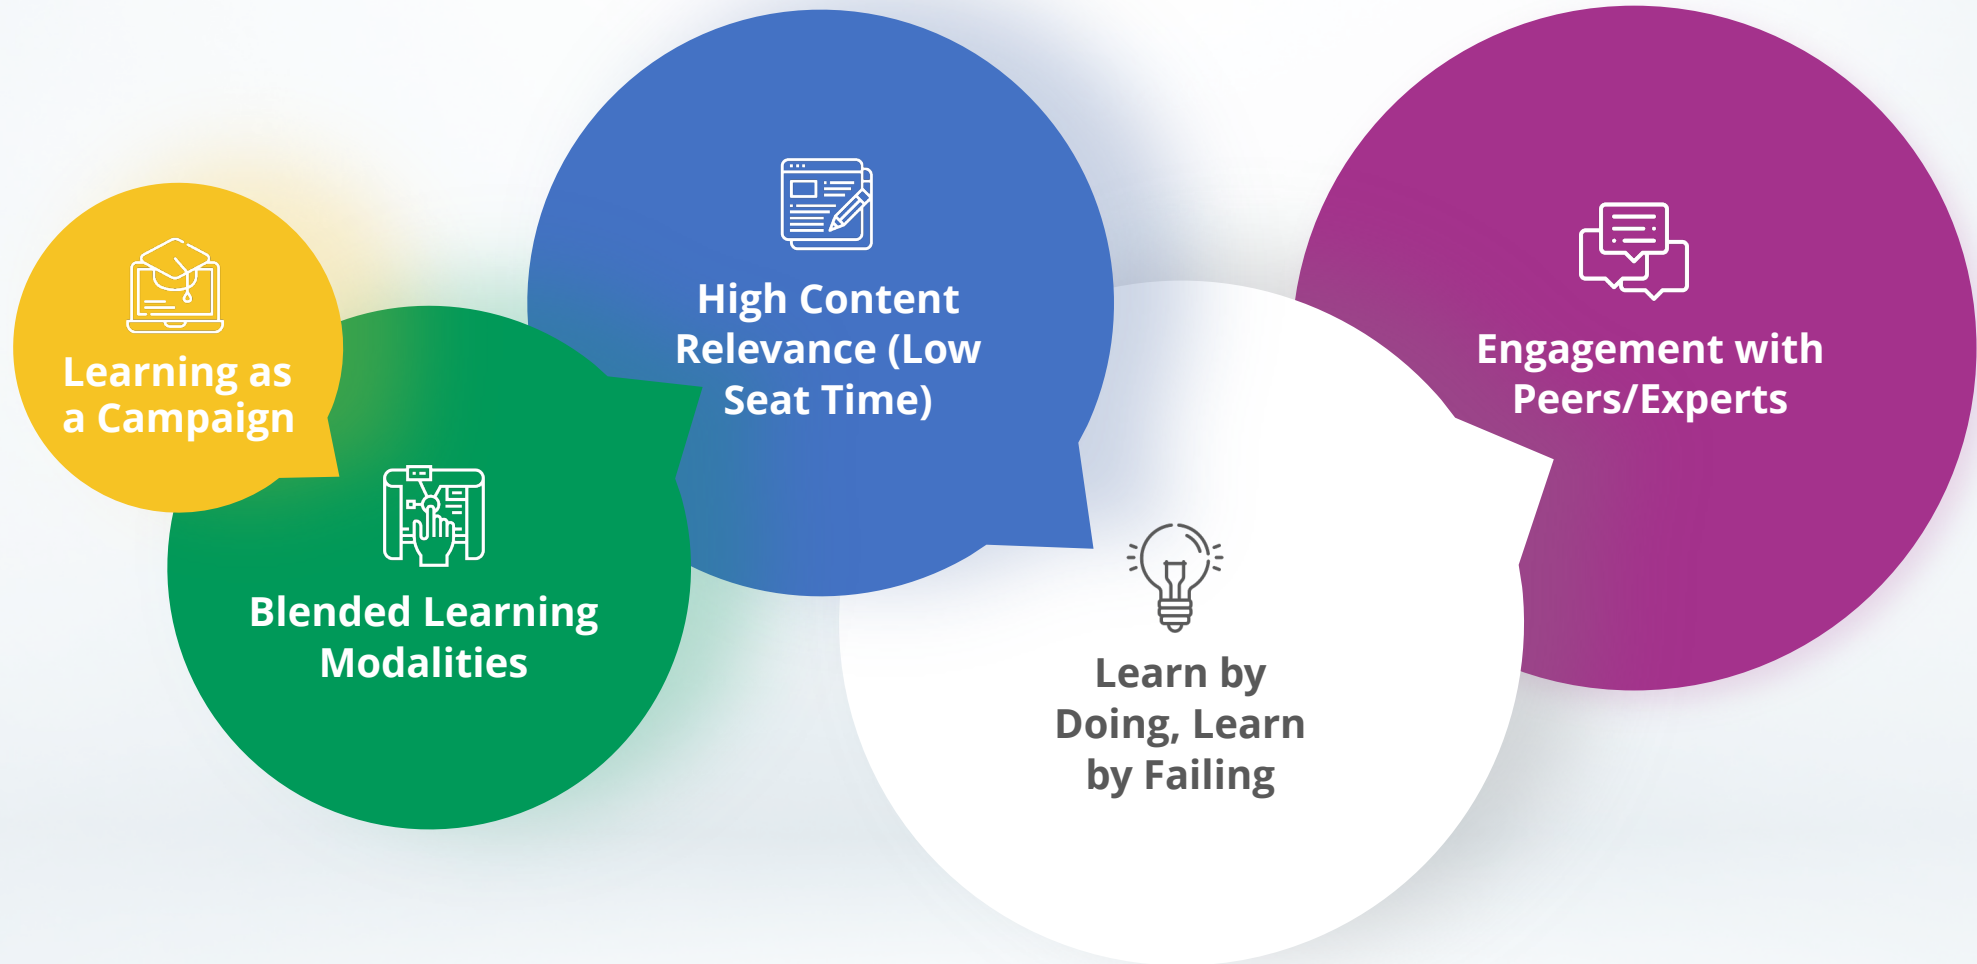 Learning as
a Campaign
Blended Learning
Modalities
High Content
Relevance (Low
Seat Time)
Learn by
Doing, Learn
by Failing
Engagement with
Peers/Experts